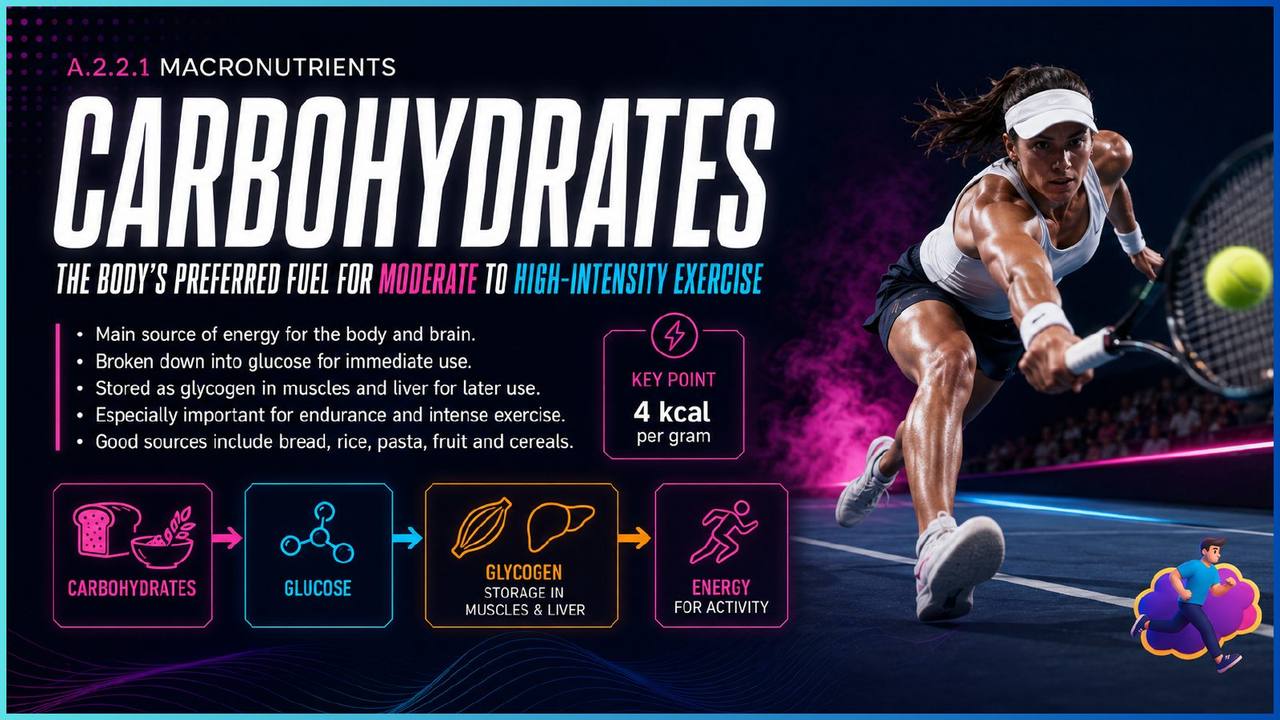 A.2.2.1 MACRONUTRIENTS
CARBOHYDRATES
THE BODY'S PREFERRED FUEL FOR MODERATE TO HIGH-INTENSITY EXERCISE
• Main source of energy for the body and brain.
• Broken down into glucose for immediate use.
• Stored as glycogen in muscles and liver for later use.
• Especially important for endurance and intense exercise.
• Good sources include bread, rice, pasta, fruit and cereals.
KEY POINT
4 kcal
per gram
CARBOHYDRATES
GLUCOSE
GLYCOGEN
STORAGE IN
MUSCLES & LIVER
ENERGY
FOR ACTIVITY